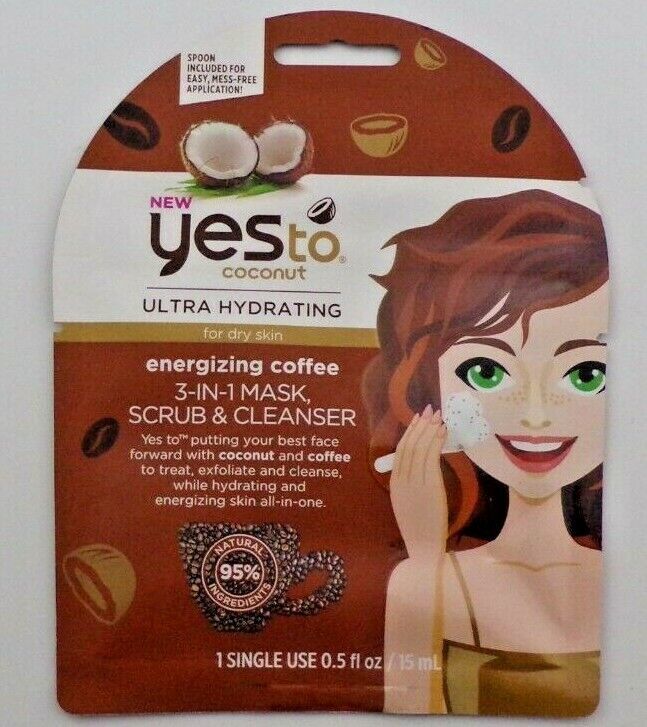 SPOON
INCLUDED FOR
EASY, MESS-FREE
APPLICATION!
NEW
yes to®
coconut
ULTRA HYDRATING
for dry skin
energizing coffee
3-IN-1 MASK,
SCRUB & CLEANSER
Yes to™ putting your best face
forward with coconut and coffee
to treat, exfoliate and cleanse,
while hydrating and
energizing skin all-in-one.
NATURAL
95%
INGREDIENTS
1 SINGLE USE 0.5 fl oz / 15 mL